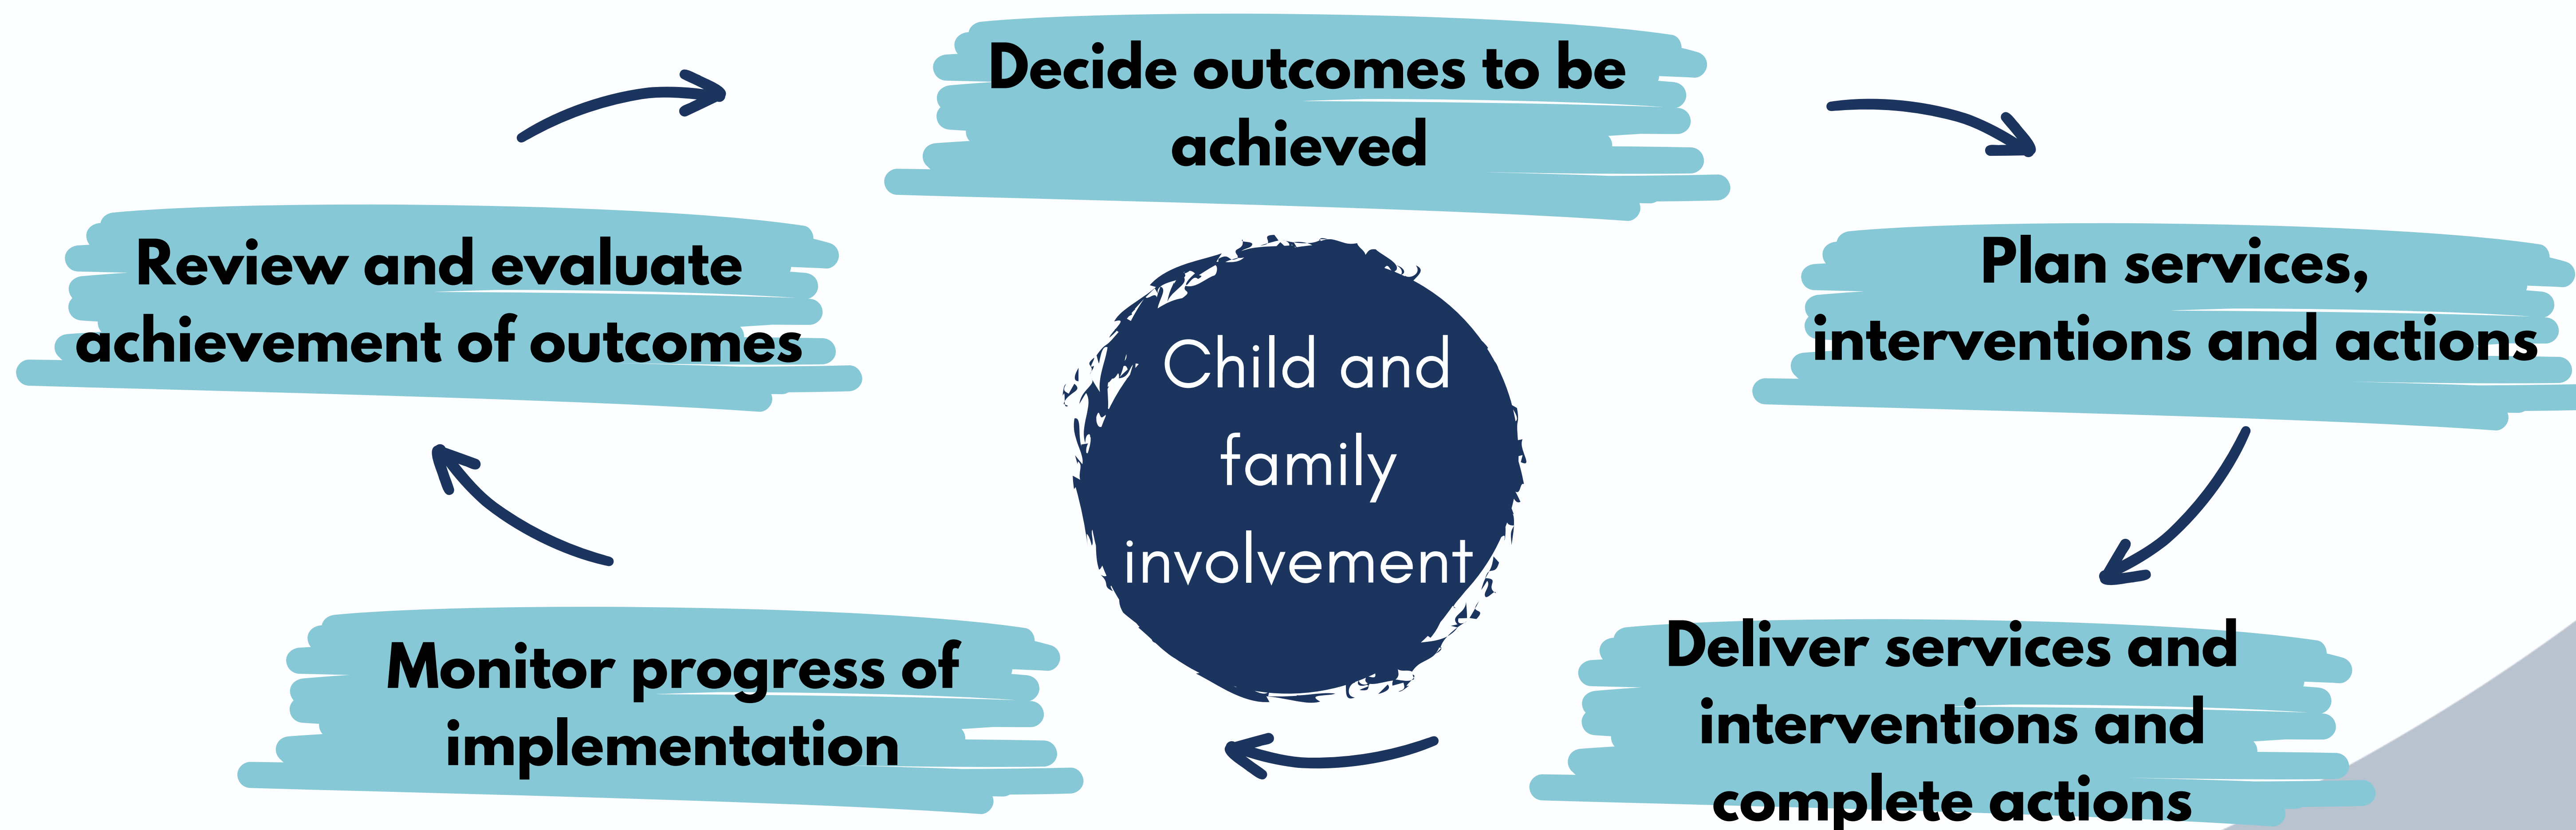 Decide outcomes to be
achieved
Plan services,
interventions and actions
Deliver services and
interventions and
complete actions
Monitor progress of
implementation
Review and evaluate
achievement of outcomes
Child and
family
involvement